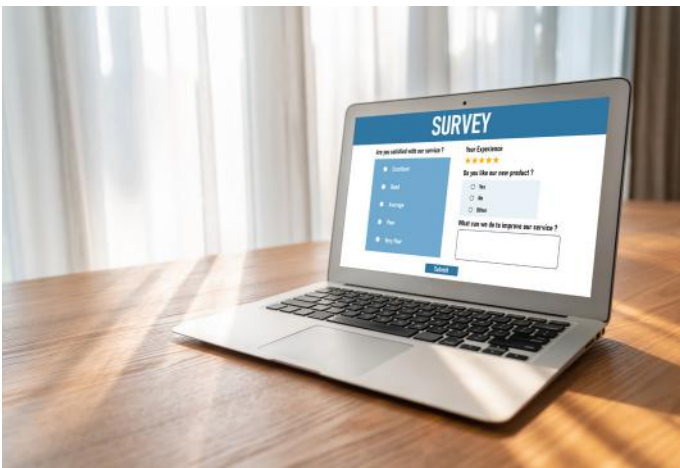 SURVEY
Are you satisfied with our service ?
Excellent
Good
Average
Poor
Very Poor
Your Experience
Do you like our new product ?
Yes
No
Other
What can we do to improve our service ?
Submit